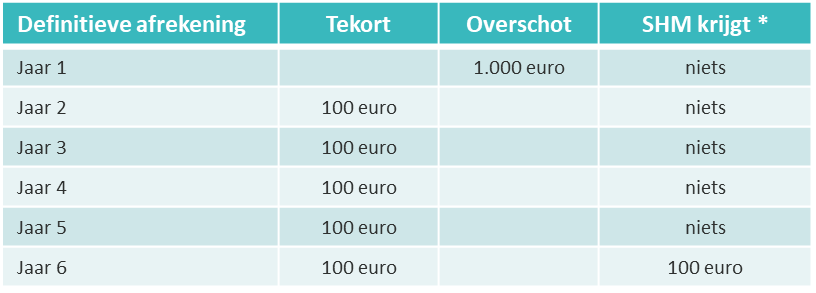 Definitieve afrekening Tekort Overschot SHM krijgt *
Jaar 1 1.000 euro niets
Jaar 2 100 euro niets
Jaar 3 100 euro niets
Jaar 4 100 euro niets
Jaar 5 100 euro niets
Jaar 6 100 euro 100 euro